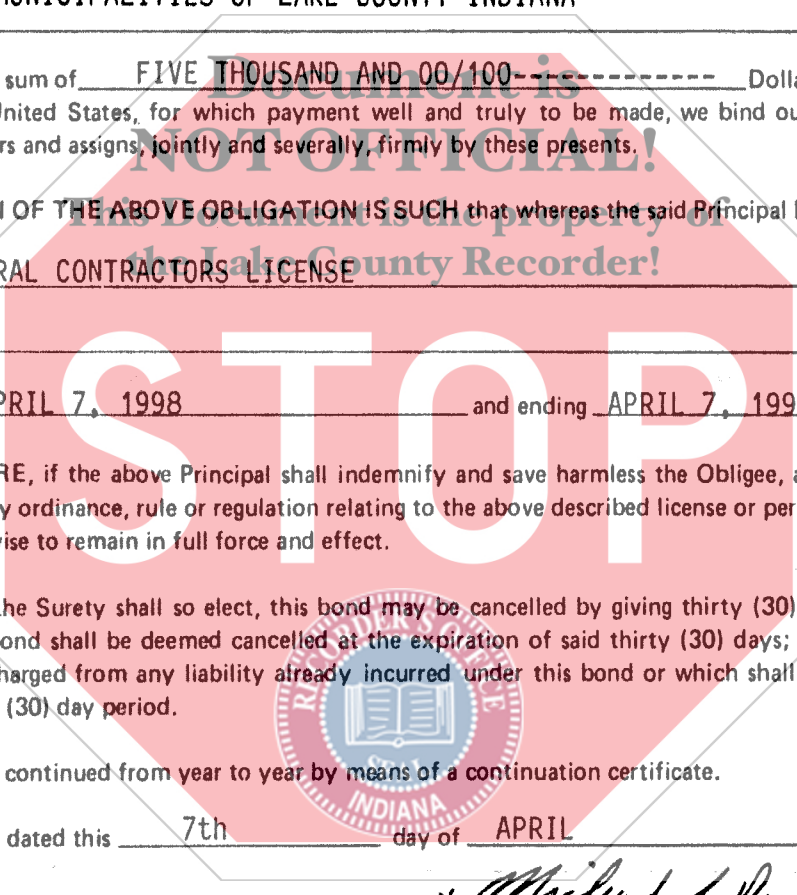 MUNICIPALITIES OF LAKE COUNTY INDIANA
sum of FIVE THOUSAND AND 00/100-------------- Dolla
United States, for which payment well and truly to be made, we bind ou
rs and assigns, jointly and severally, firmly by these presents.
N OF THE ABOVE OBLIGATION IS SUCH that whereas the said Principal
RAL CONTRACTORS LICENSE
PRIL 7, 1998 and ending APRIL 7, 199
RE, if the above Principal shall indemnify and save harmless the Obligee, a
y ordinance, rule or regulation relating to the above described license or per
ise to remain in full force and effect.
he Surety shall so elect, this bond may be cancelled by giving thirty (30)
ond shall be deemed cancelled at the expiration of said thirty (30) days;
harged from any liability already incurred under this bond or which shall
(30) day period.
continued from year to year by means of a continuation certificate.
dated this 7th day of APRIL
Document is
NOT OFFICIAL!
This Document is the property of
the Lake County Recorder!
STOP
RECORDER'S OFFICE
SEAL
INDIANA